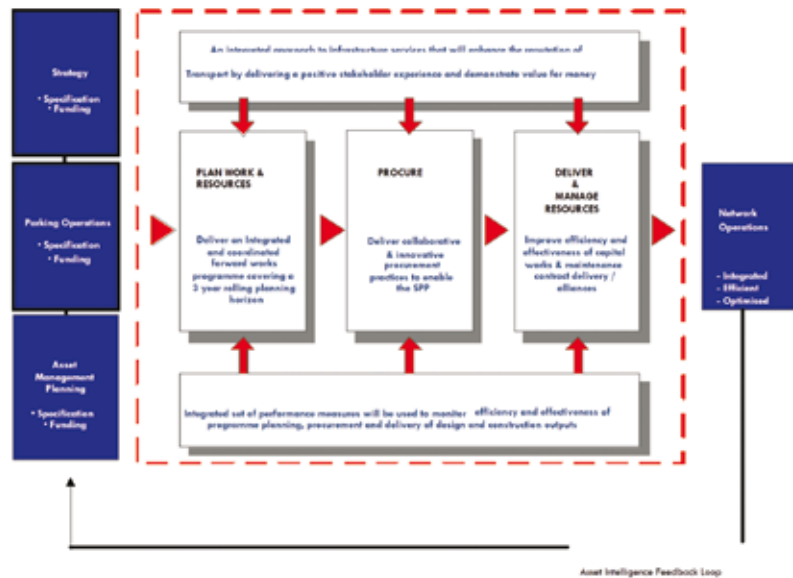 An integrated approach to infrastructure services that will enhance the reputation of
Transport by delivering a positive stakeholder experience and demonstrate value for money
Strategy
• Specification
• Funding
Parking Operations
• Specification
• Funding
Asset
Management
Planning
• Specification
• Funding
PLAN WORK &
RESOURCES
Deliver an Integrated
and coordinated
forward works
programme covering a
3 year rolling planning
horizon
PROCURE
Deliver collaborative
& innovative
procurement
practices to enable
the SPP
DELIVER
&
MANAGE
RESOURCES
Improve efficiency and
effectiveness of capital
works & maintenance
contract delivery /
alliances
Network
Operations
- Integrated
- Efficient
- Optimised
Integrated set of performance measures will be used to monitor efficiency and effectiveness of
programme planning, procurement and delivery of design and construction outputs
Asset Intelligence Feedback Loop